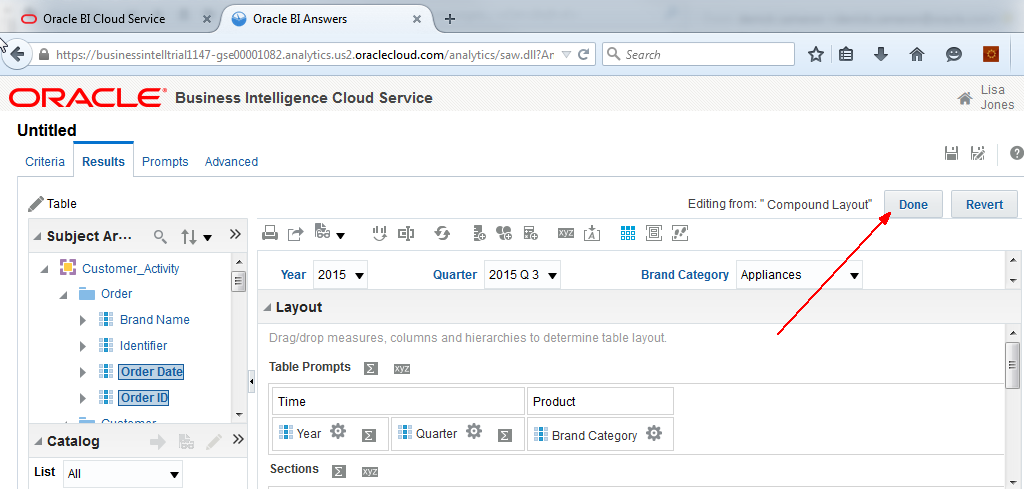 Oracle BI Cloud Service
Oracle BI Answers
https://businessintelltrial1147-gse00001082.analytics.us2.oraclecloud.com/analytics/saw.dll?Ar
Search
ORACLE Business Intelligence Cloud Service
Lisa
Jones
Untitled
Criteria Results Prompts Advanced
Table
Editing from: " Compound Layout" Done Revert
Subject Ar...
xyz
Customer_Activity
Year 2015 Quarter 2015 Q 3 Brand Category Appliances
Order
Brand Name
Layout
Identifier
Drag/drop measures, columns and hierarchies to determine table layout.
Order Date
Table Prompts Σ xyz
Order ID
Time Product
Year Σ Quarter Σ Brand Category
Catalog
List All
Sections Σ xyz